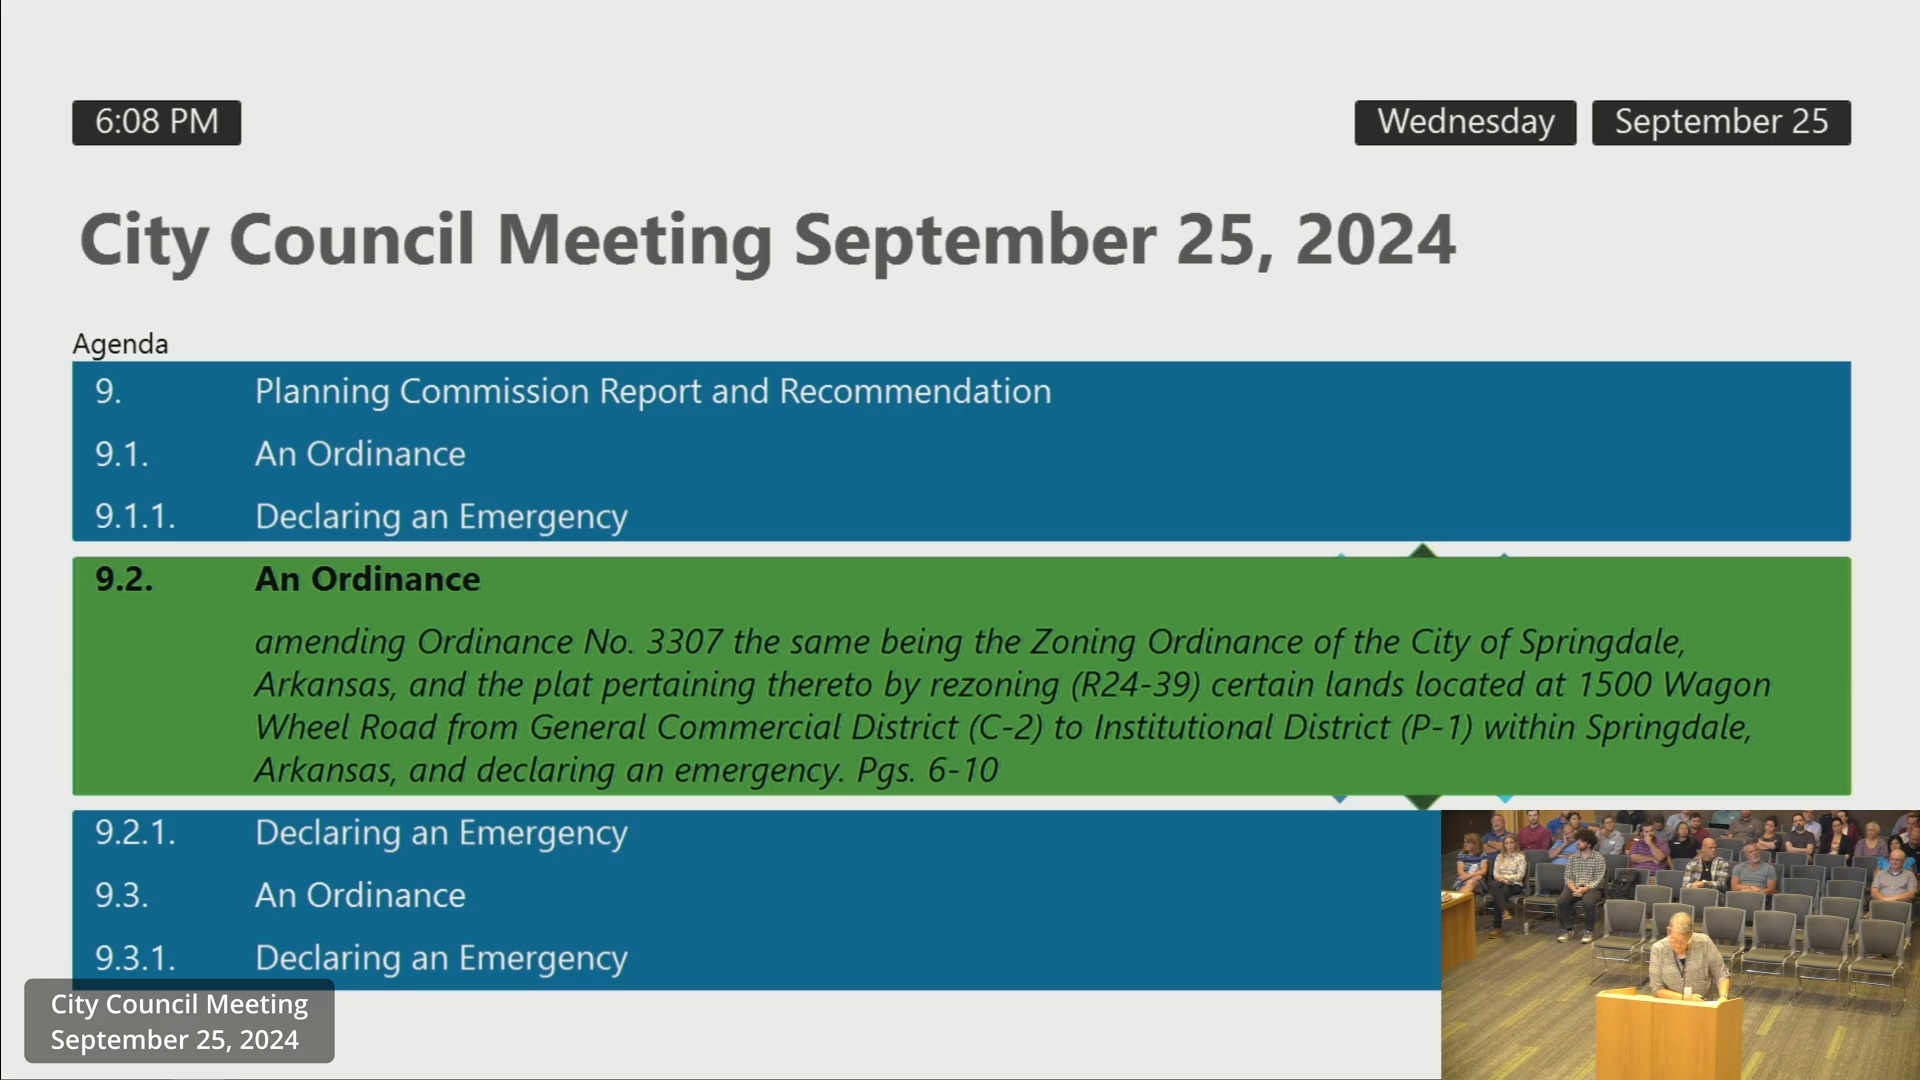 6:08 PM
Wednesday
September 25
City Council Meeting September 25, 2024
Agenda
9. Planning Commission Report and Recommendation
9.1. An Ordinance
9.1.1. Declaring an Emergency
9.2. An Ordinance
amending Ordinance No. 3307 the same being the Zoning Ordinance of the City of Springdale,
Arkansas, and the plat pertaining thereto by rezoning (R24-39) certain lands located at 1500 Wagon
Wheel Road from General Commercial District (C-2) to Institutional District (P-1) within Springdale,
Arkansas, and declaring an emergency. Pgs. 6-10
9.2.1. Declaring an Emergency
9.3. An Ordinance
9.3.1. Declaring an Emergency
City Council Meeting
September 25, 2024